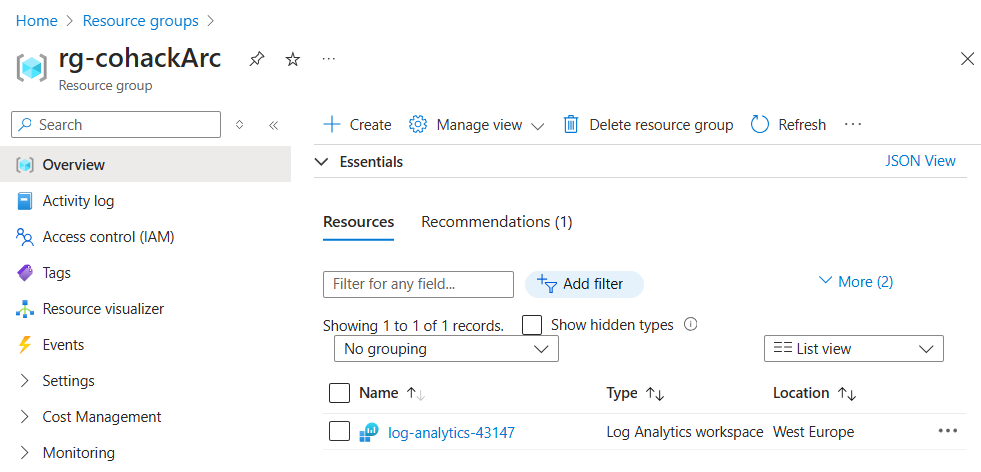 Home > Resource groups >
rg-cohackArc ...
Resource group
Search
Overview
Activity log
Access control (IAM)
Tags
Resource visualizer
Events
Settings
Cost Management
Monitoring
Create Manage view Delete resource group Refresh ...
Essentials JSON View
Resources Recommendations (1)
Filter for any field... Add filter More (2)
Showing 1 to 1 of 1 records. Show hidden types
No grouping List view
Name Type Location
log-analytics-43147 Log Analytics workspace West Europe ...